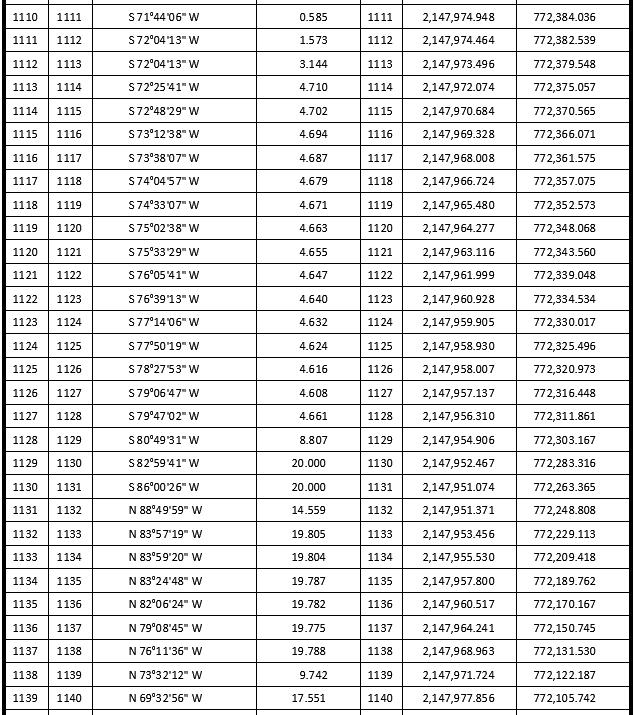 1110 1111 S 71°44'06" W 0.585 1111 2,147,974.948 772,384.036
1111 1112 S 72°04'13" W 1.573 1112 2,147,974.464 772,382.539
1112 1113 S 72°04'13" W 3.144 1113 2,147,973.496 772,379.548
1113 1114 S 72°25'41" W 4.710 1114 2,147,972.074 772,375.057
1114 1115 S 72°48'29" W 4.702 1115 2,147,970.684 772,370.565
1115 1116 S 73°12'38" W 4.694 1116 2,147,969.328 772,366.071
1116 1117 S 73°38'07" W 4.687 1117 2,147,968.008 772,361.575
1117 1118 S 74°04'57" W 4.679 1118 2,147,966.724 772,357.075
1118 1119 S 74°33'07" W 4.671 1119 2,147,965.480 772,352.573
1119 1120 S 75°02'38" W 4.663 1120 2,147,964.277 772,348.068
1120 1121 S 75°33'29" W 4.655 1121 2,147,963.116 772,343.560
1121 1122 S 76°05'41" W 4.647 1122 2,147,961.999 772,339.048
1122 1123 S 76°39'13" W 4.640 1123 2,147,960.928 772,334.534
1123 1124 S 77°14'06" W 4.632 1124 2,147,959.905 772,330.017
1124 1125 S 77°50'19" W 4.624 1125 2,147,958.930 772,325.496
1125 1126 S 78°27'53" W 4.616 1126 2,147,958.007 772,320.973
1126 1127 S 79°06'47" W 4.608 1127 2,147,957.137 772,316.448
1127 1128 S 79°47'02" W 4.661 1128 2,147,956.310 772,311.861
1128 1129 S 80°49'31" W 8.807 1129 2,147,954.906 772,303.167
1129 1130 S 82°59'41" W 20.000 1130 2,147,952.467 772,283.316
1130 1131 S 86°00'26" W 20.000 1131 2,147,951.074 772,263.365
1131 1132 N 88°49'59" W 14.559 1132 2,147,951.371 772,248.808
1132 1133 N 83°57'19" W 19.805 1133 2,147,953.456 772,229.113
1133 1134 N 83°59'20" W 19.804 1134 2,147,955.530 772,209.418
1134 1135 N 83°24'48" W 19.787 1135 2,147,957.800 772,189.762
1135 1136 N 82°06'24" W 19.782 1136 2,147,960.517 772,170.167
1136 1137 N 79°08'45" W 19.775 1137 2,147,964.241 772,150.745
1137 1138 N 76°11'36" W 19.788 1138 2,147,968.963 772,131.530
1138 1139 N 73°32'12" W 9.742 1139 2,147,971.724 772,122.187
1139 1140 N 69°32'56" W 17.551 1140 2,147,977.856 772,105.742